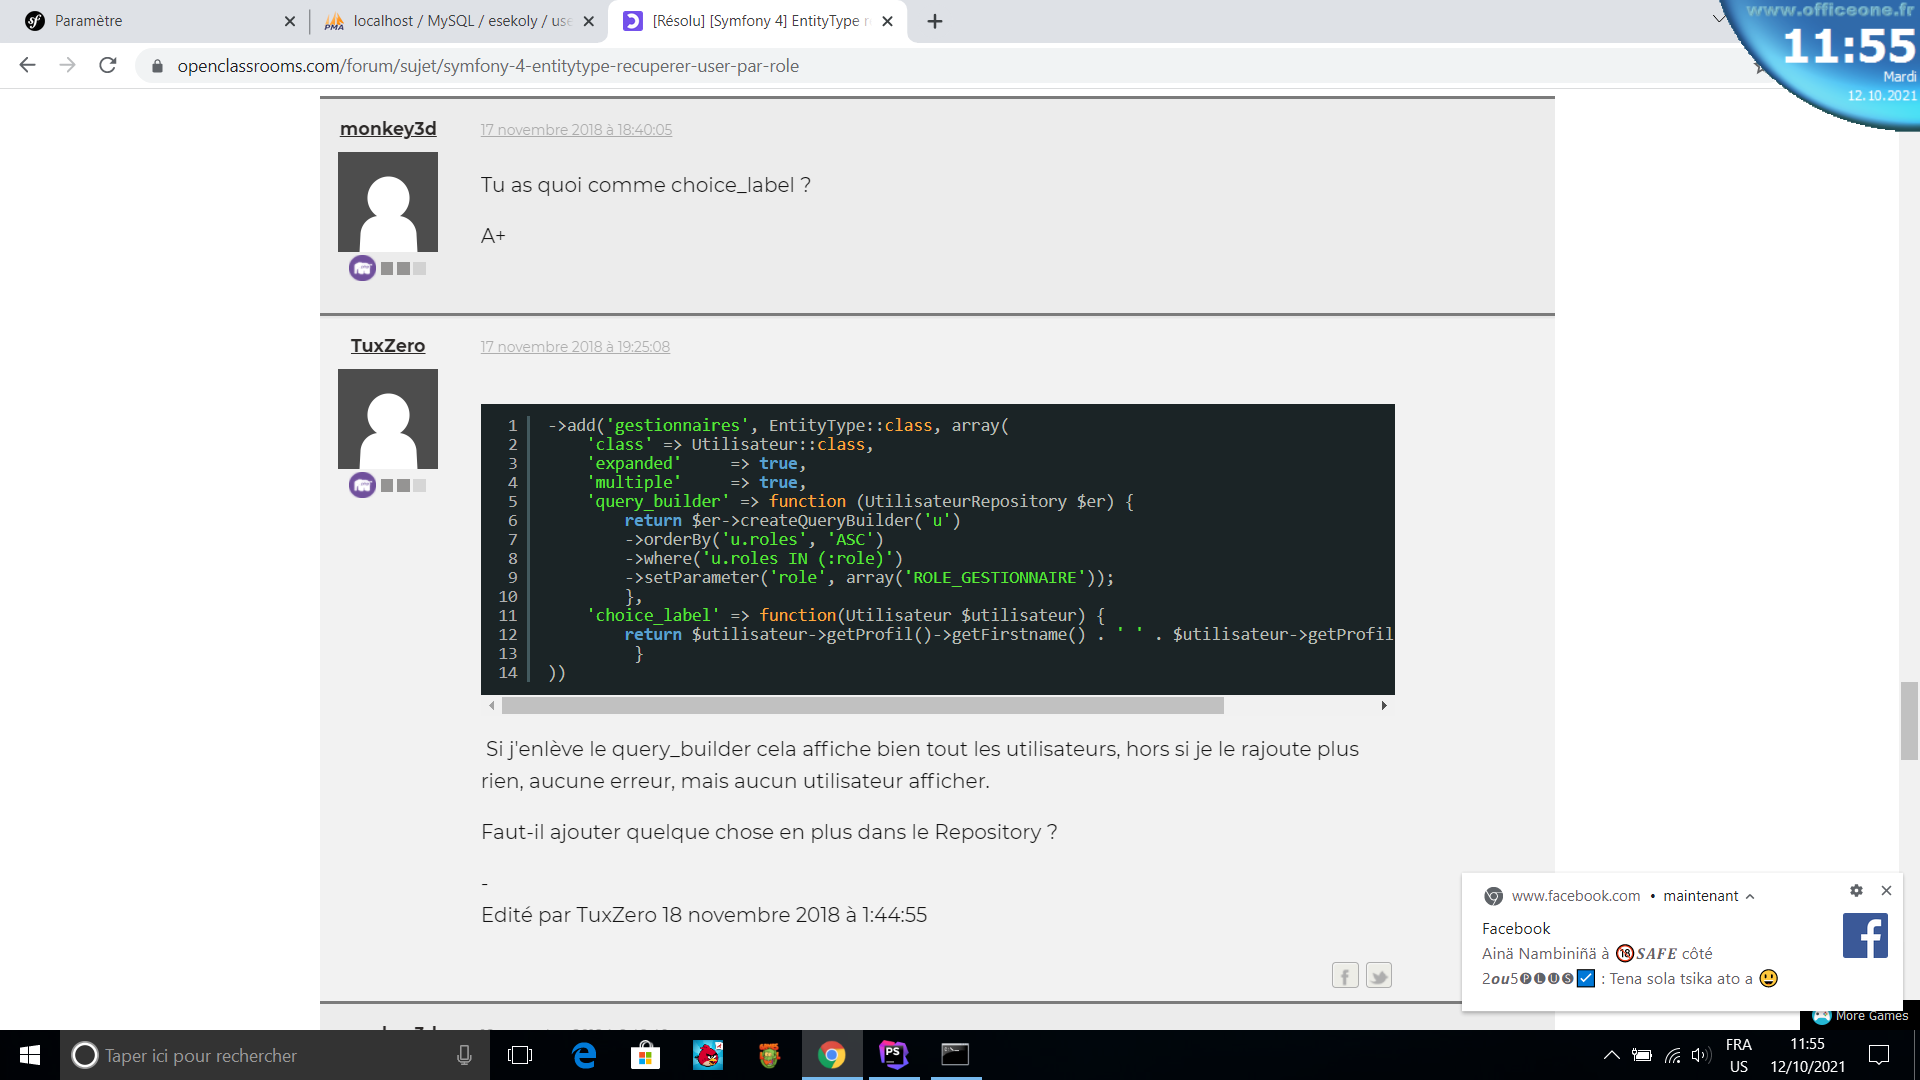 Paramètre
localhost / MySQL / esekoly / use
[Résolu] [Symfony 4] EntityType
www.officeone.fr
11:55
Mardi
12.10.2021
openclassrooms.com/forum/sujet/symfony-4-entitytype-recuperer-user-par-role
monkey3d
17 novembre 2018 à 18:40:05
Tu as quoi comme choice_label ?
A+
TuxZero
17 novembre 2018 à 19:25:08
1 ->add('gestionnaires', EntityType::class, array(
2 'class' => Utilisateur::class,
3 'expanded' => true,
4 'multiple' => true,
5 'query_builder' => function (UtilisateurRepository $er) {
6 return $er->createQueryBuilder('u')
7 ->orderBy('u.roles', 'ASC')
8 ->where('u.roles IN (:role)')
9 ->setParameter('role', array('ROLE_GESTIONNAIRE'));
10 },
11 'choice_label' => function(Utilisateur $utilisateur) {
12 return $utilisateur->getProfil()->getFirstname() . ' ' . $utilisateur->getProfil
13 }
14 ))
Si j'enlève le query_builder cela affiche bien tout les utilisateurs, hors si je le rajoute plus
rien, aucune erreur, mais aucun utilisateur afficher.
Faut-il ajouter quelque chose en plus dans le Repository ?
-
Edité par TuxZero 18 novembre 2018 à 1:44:55
www.facebook.com • maintenant
Facebook
Ainä Nambiniñä à 🔞𝑺𝑨𝑭𝑬 côté
2𝒐𝒖5🅟🅛🅤🅢☑ : Tena sola tsika ato a 😃
More Games
Taper ici pour rechercher
FRA
US
11:55
12/10/2021